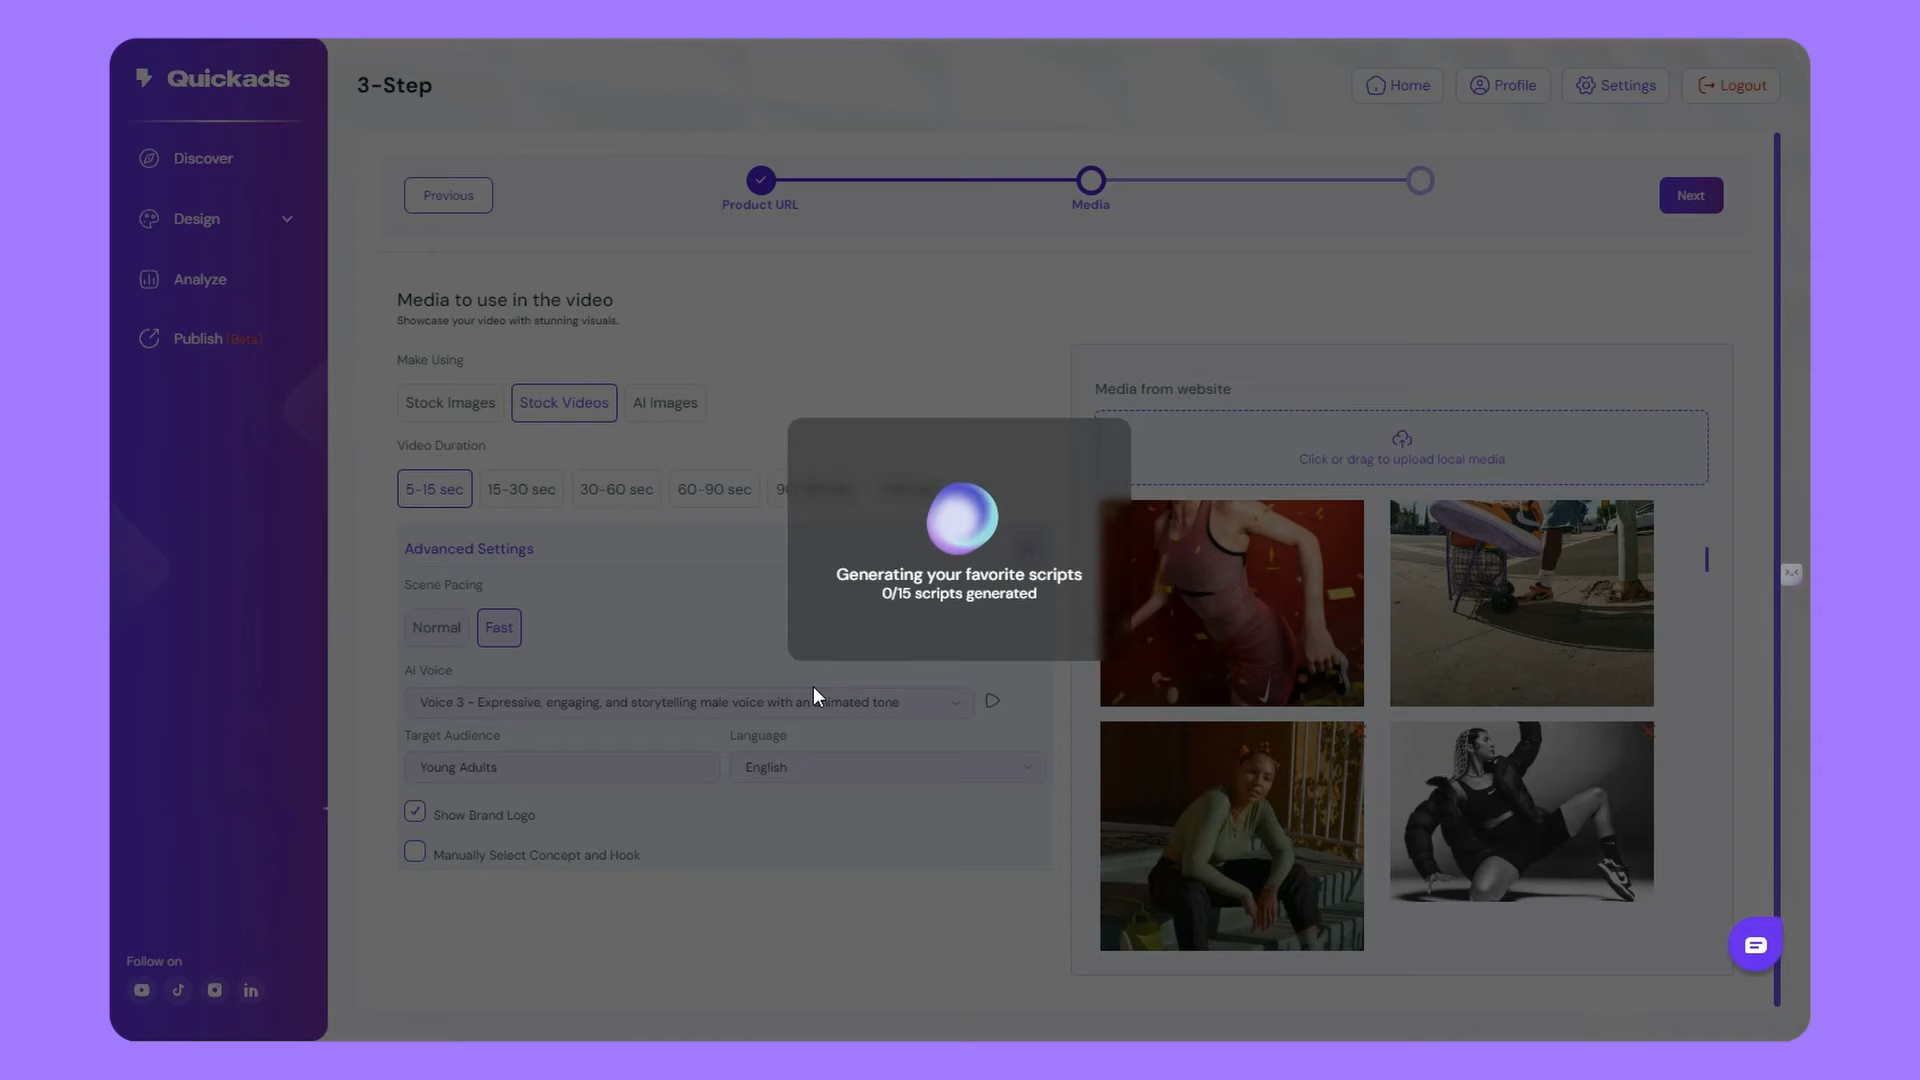 Quickads
3-Step
Home
Profile
Settings
Logout
Discover
Design
Analyze
Publish (Beta)
Previous
Product URL
Media
Next
Media to use in the video
Showcase your video with stunning visuals.
Make Using
Stock Images
Stock Videos
AI Images
Video Duration
5-15 sec
15-30 sec
30-60 sec
60-90 sec
Advanced Settings
Scene Pacing
Normal
Fast
Ai Voice
Voice 3 - Expressive, engaging, and storytelling male voice with an animated tone
Target Audience
Language
Young Adults
English
Show Brand Logo
Manually Select Concept and Hook
Media from website
Click or drag to upload local media
Generating your favorite scripts
0/15 scripts generated
Follow on